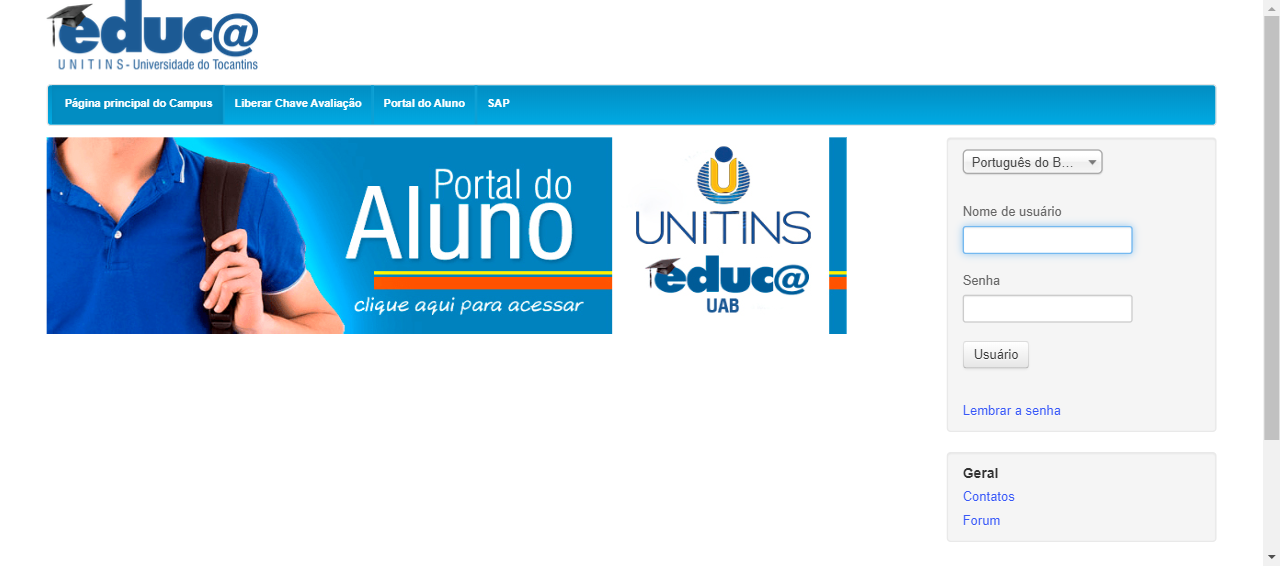 educ@
UNITINS - Universidade do Tocantins
Página principal do Campus Liberar Chave Avaliação Portal do Aluno SAP
Portal do
Aluno
clique aqui para acessar
UNITINS
educ@
UAB
Português do B...
Nome de usuário
Senha
Usuário
Lembrar a senha
Geral
Contatos
Forum